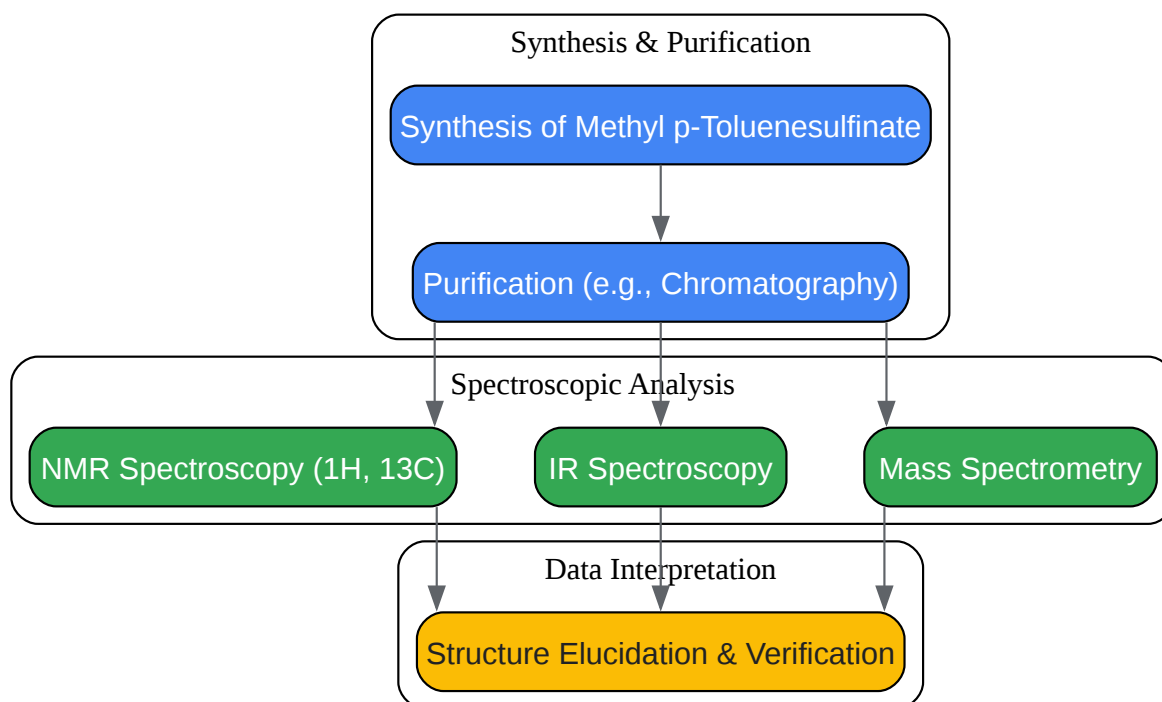 Synthesis & Purification
Synthesis of Methyl p-Toluenesulfinate
Purification (e.g., Chromatography)
Spectroscopic Analysis
NMR Spectroscopy (1H, 13C)
IR Spectroscopy
Mass Spectrometry
Data Interpretation
Structure Elucidation & Verification